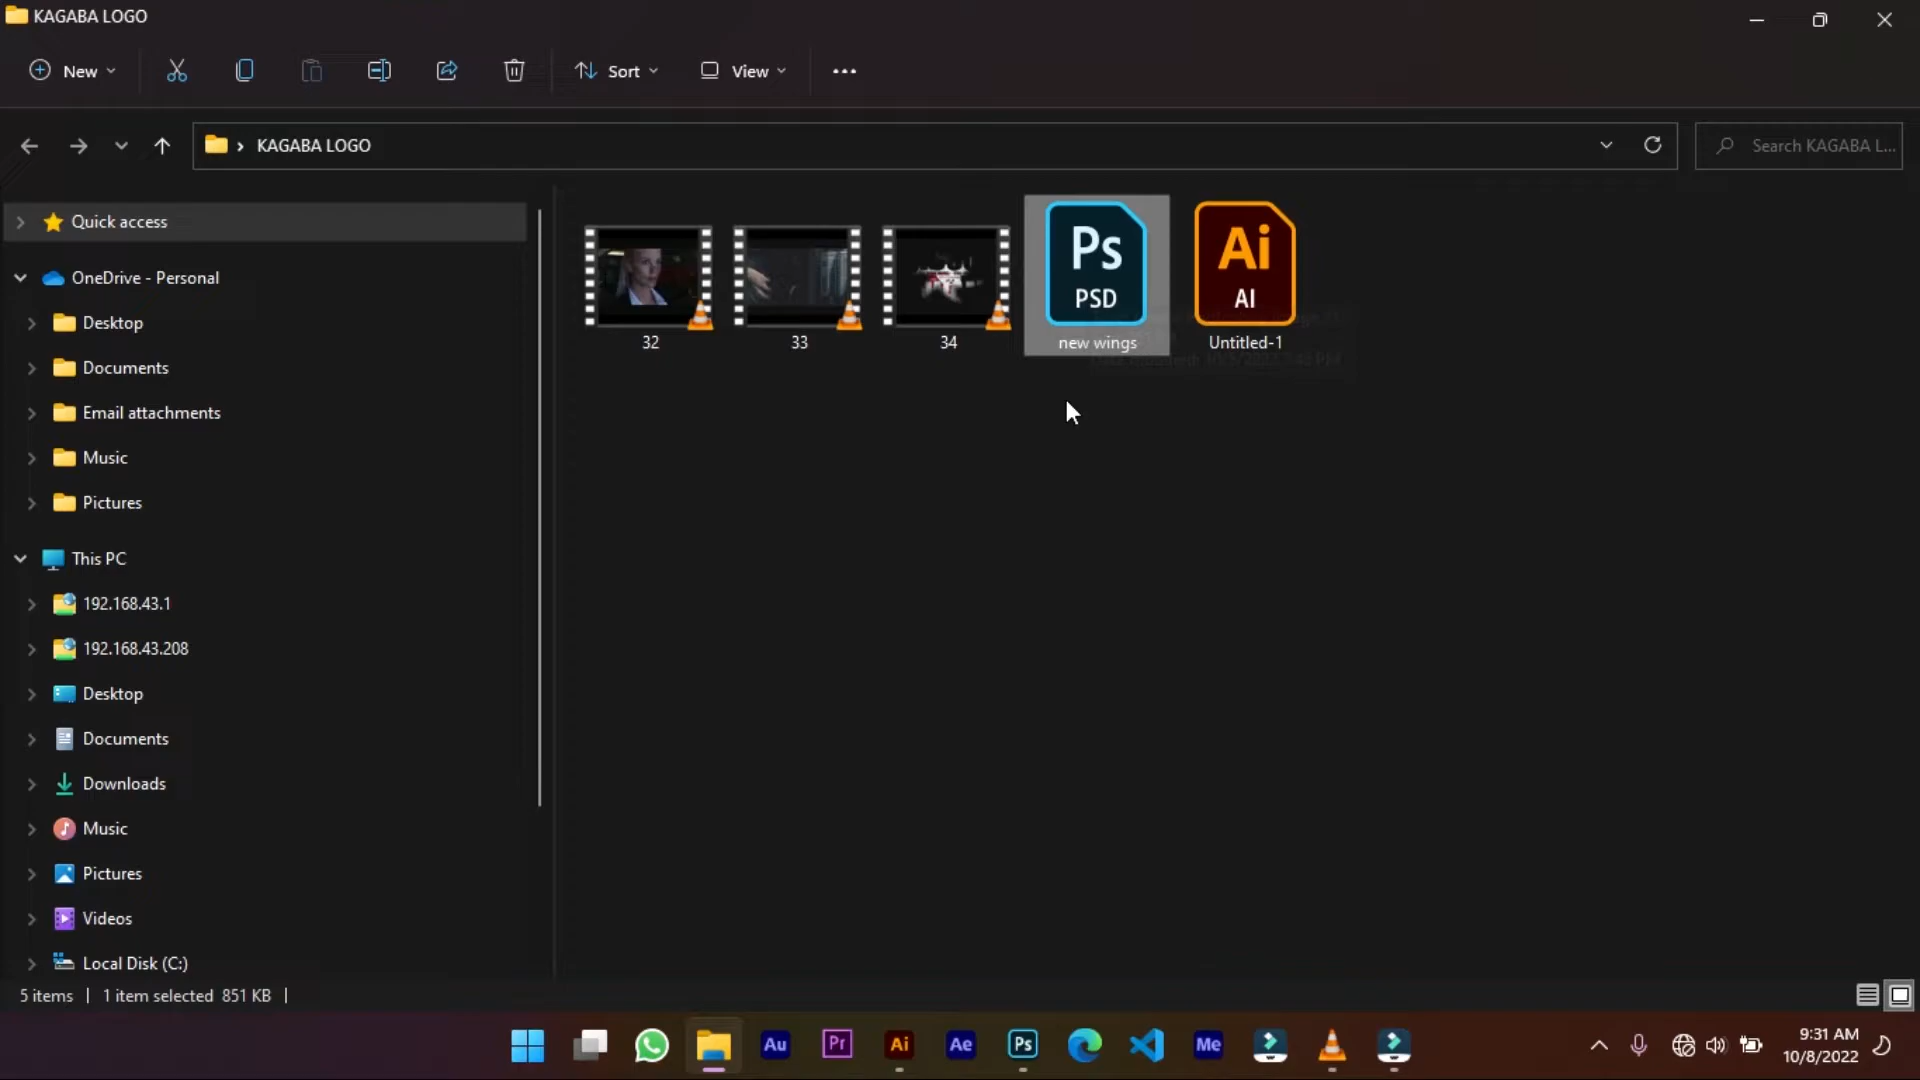 KAGABA LOGO
New
Sort
View
KAGABA LOGO
Search KAGABA L...
Quick access
OneDrive - Personal
Desktop
Documents
Email attachments
Music
Pictures
This PC
192.168.43.1
192.168.43.208
Desktop
Documents
Downloads
Music
Pictures
Videos
Local Disk (C:)
32
33
34
Ps
PSD
new wings
Ai
AI
Untitled-1
5 items
1 item selected 851 KB
Au
Pr
Ai
Ae
Ps
Me
9:31 AM
10/8/2022